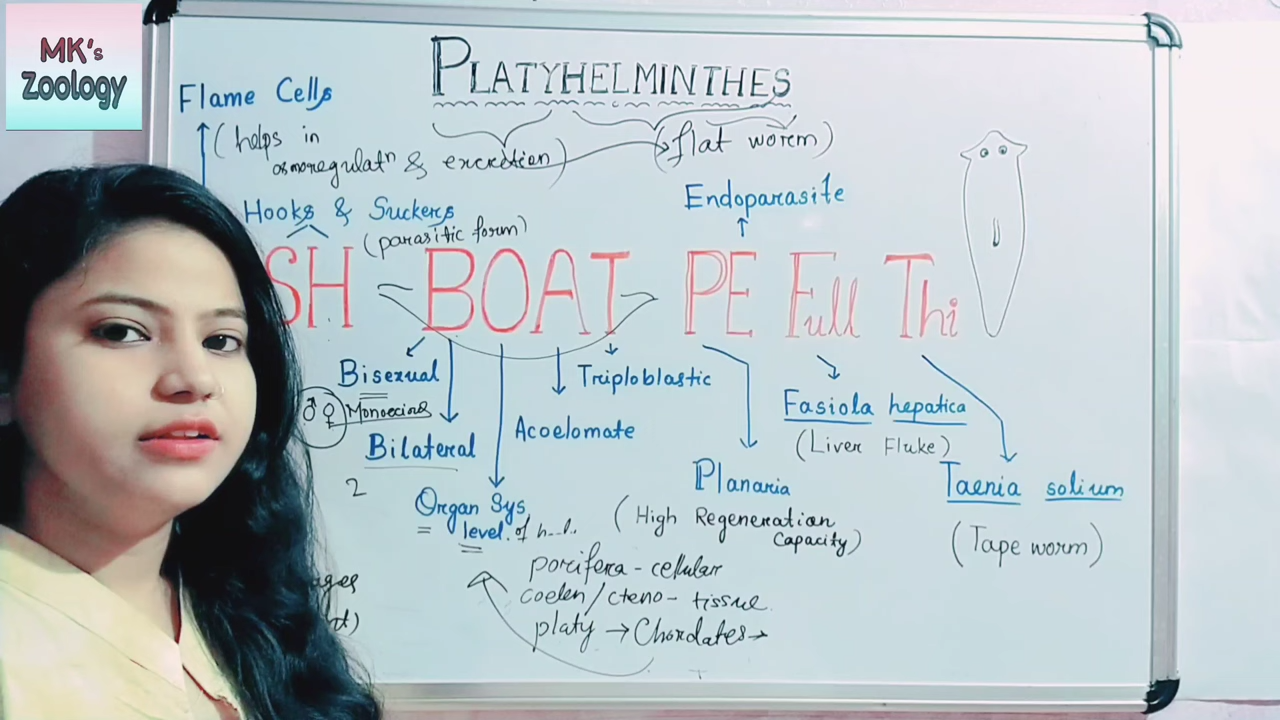 MK's
Zoology
PLATYHELMINTHES
Flame Cells
(helps in
osmoregulatn & excretion)
(flat worm)
Endoparasite
Hooks & Suckers
(parasitic form)
SH BOAT PE Full Thi
Bisexual
♂ ♀ Monoecious
Bilateral
2
Triploblastic
Acoelomate
Organ Sys
level of
Fasiola hepatica
(Liver Fluke)
Planaria
(High Regeneration
Capacity)
Taenia solium
(Tape worm)
porifera - cellular
coelen/cteno - tissue
platy → Chordates →